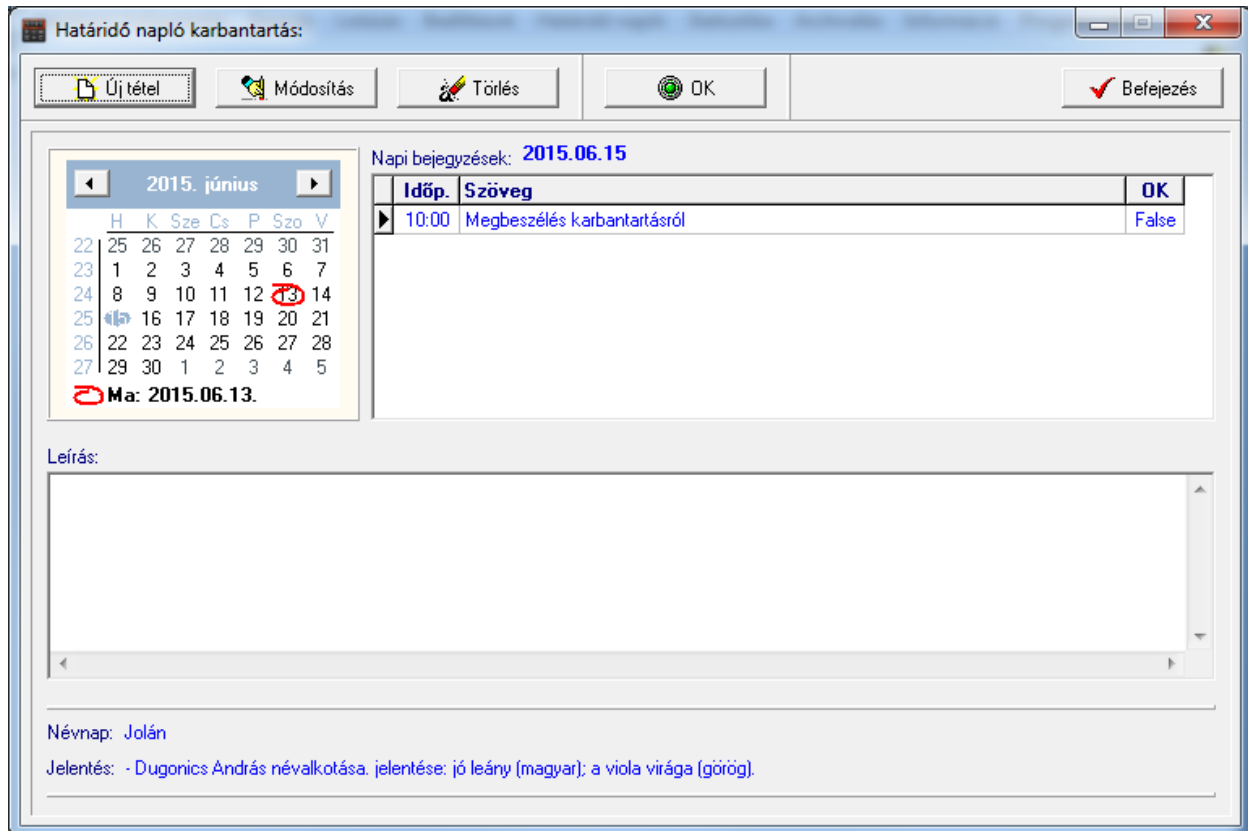 Határidő napló karbantartás:
Új tétel Módosítás Törlés OK Befejezés
Napi bejegyzések: 2015.06.15
2015. június
Időp. Szöveg OK
10:00 Megbeszélés karbantartásról False
H K Sze Cs P Szo V
22 25 26 27 28 29 30 31
23 1 2 3 4 5 6 7
24 8 9 10 11 12 13 14
25 16 17 18 19 20 21
26 22 23 24 25 26 27 28
27 29 30 1 2 3 4 5
Ma: 2015.06.13.
Leírás:
Névnap: Jolán
Jelentés: - Dugonics András névalkotása. jelentése: jó leány (magyar); a viola virága (görög).